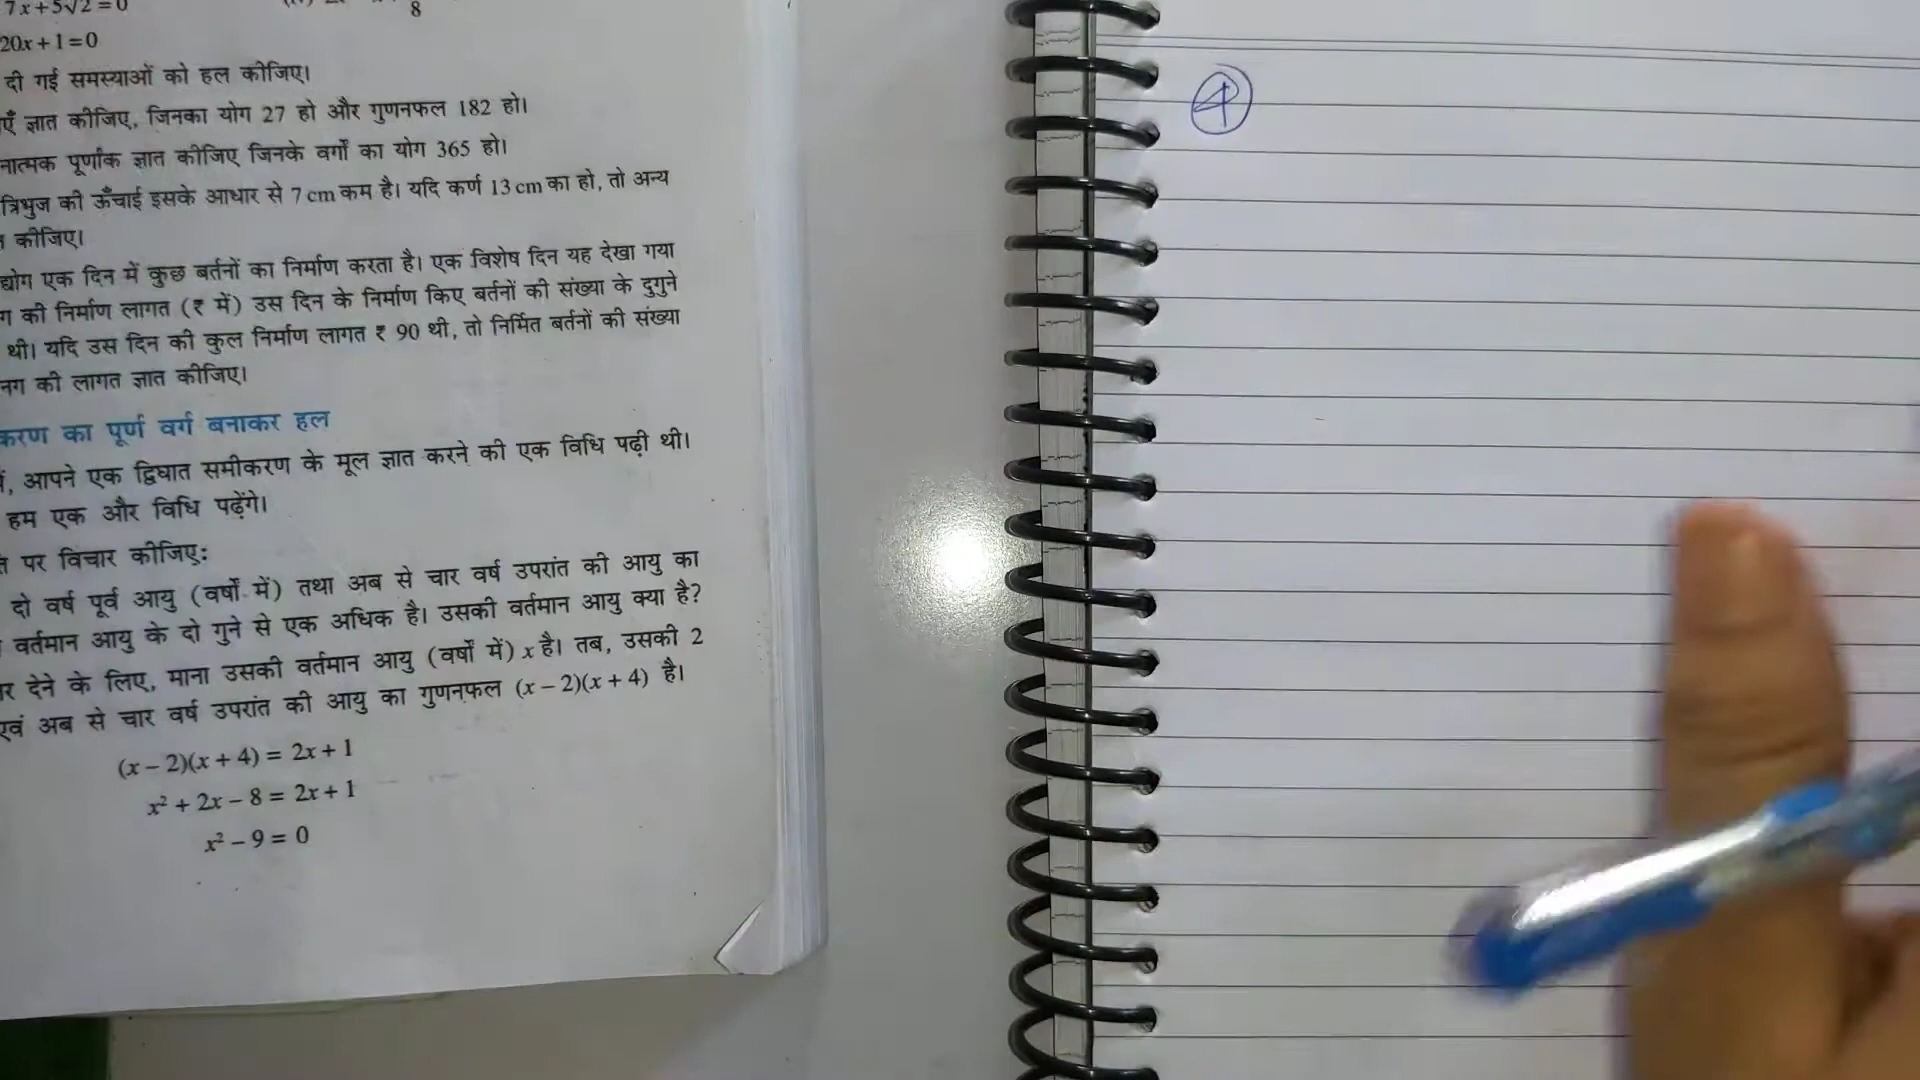 7x+5√2=0
8
20x+1=0
दी गई समस्याओं को हल कीजिए।
ज्ञात कीजिए, जिनका योग 27 हो और गुणनफल 182 हो।
पूर्णांक ज्ञात कीजिए जिनके वर्गों का योग 365 हो।
त्रिभुज की ऊँचाई इसके आधार से 7 cm कम है। यदि कर्ण 13 cm का हो, तो अन्य
कीजिए।
एक दिन में कुछ बर्तनों का निर्माण करता है। एक विशेष दिन यह देखा गया
की निर्माण लागत (₹ में) उस दिन के निर्माण किए बर्तनों की संख्या के दुगुने
थी। यदि उस दिन की कुल निर्माण लागत ₹ 90 थी, तो निर्मित बर्तनों की संख्या
नग की लागत ज्ञात कीजिए।
का पूर्ण वर्ग बनाकर हल
आपने एक द्विघात समीकरण के मूल ज्ञात करने की एक विधि पढ़ी थी।
हम एक और विधि पढ़ेंगे।
पर विचार कीजिए:
दो वर्ष पूर्व आयु (वर्षों में) तथा अब से चार वर्ष उपरांत की आयु का
वर्तमान आयु के दो गुने से एक अधिक है। उसकी वर्तमान आयु क्या है?
देने के लिए, माना उसकी वर्तमान आयु (वर्षों में) x है। तब, उसकी 2
एवं अब से चार वर्ष उपरांत की आयु का गुणनफल (x – 2)(x + 4) है।
(x – 2)(x + 4) = 2x + 1
x² + 2x – 8 = 2x + 1
x² – 9 = 0
4